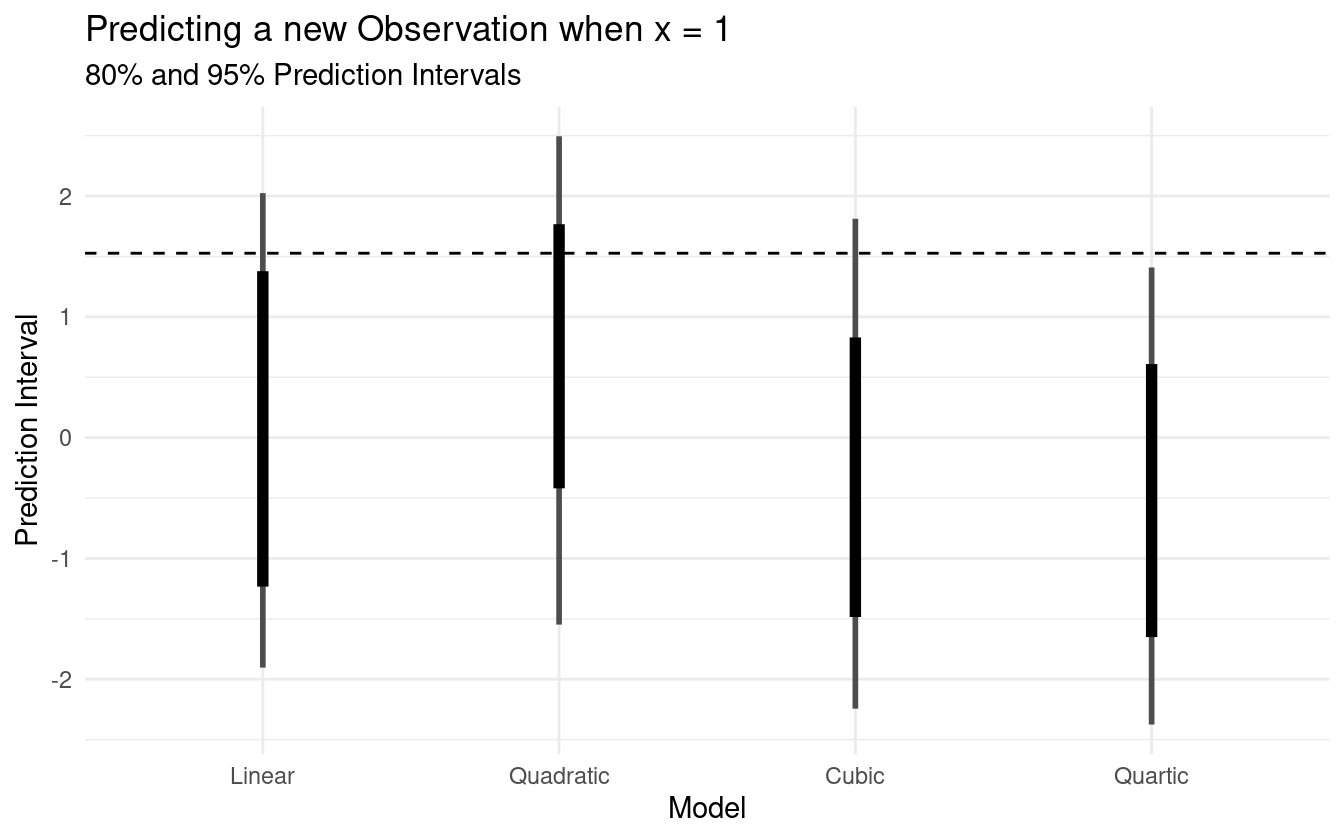 Predicting a new Observation when x = 1
80% and 95% Prediction Intervals
Prediction Interval
2
1
0
-1
-2
Linear
Quadratic
Cubic
Quartic
Model